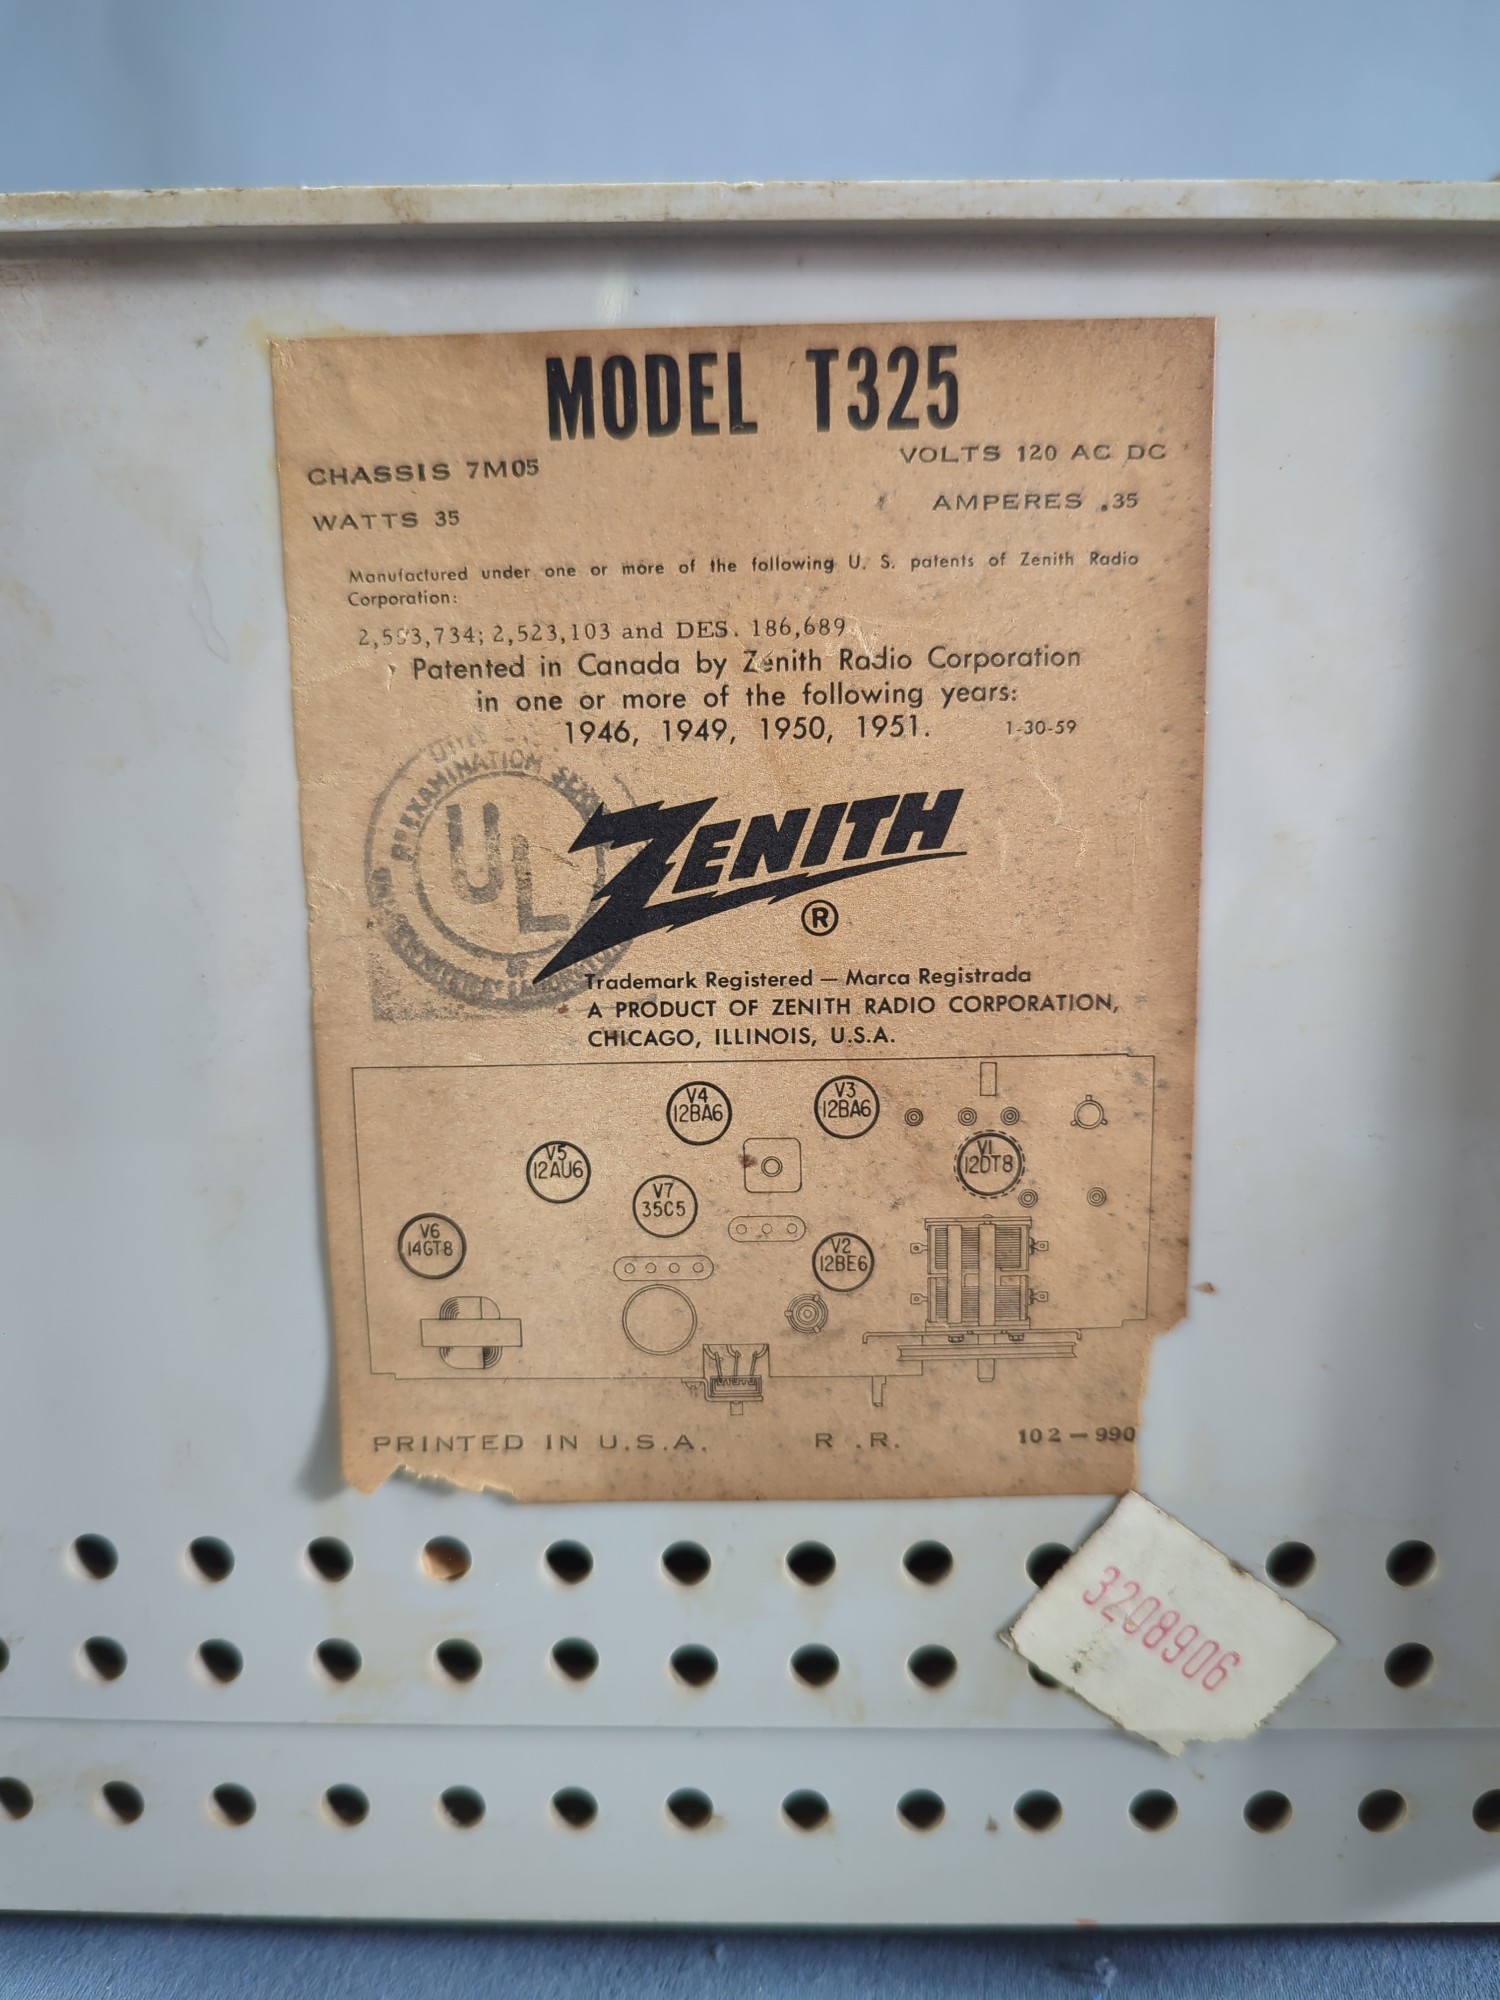 MODEL T325
CHASSIS 7M05
VOLTS 120 AC DC
WATTS 35
AMPERES .35
Manufactured under one or more of the following U. S. patents of Zenith Radio
Corporation:
2,523,103 and DES. 186,689
Patented in Canada by Zenith Radio Corporation
in one or more of the following years:
1946, 1949, 1950, 1951.
1-30-59
REEXAMINATION
UL
ZENITH
®
Trademark Registered — Marca Registrada
A PRODUCT OF ZENITH RADIO CORPORATION,
CHICAGO, ILLINOIS, U.S.A.
V4
12BA6
V3
12BA6
V5
12AU6
V1
12DT8
V7
35C5
V6
14GT8
V2
12BE6
PRINTED IN U.S.A.
R .R.
102-990
3208906